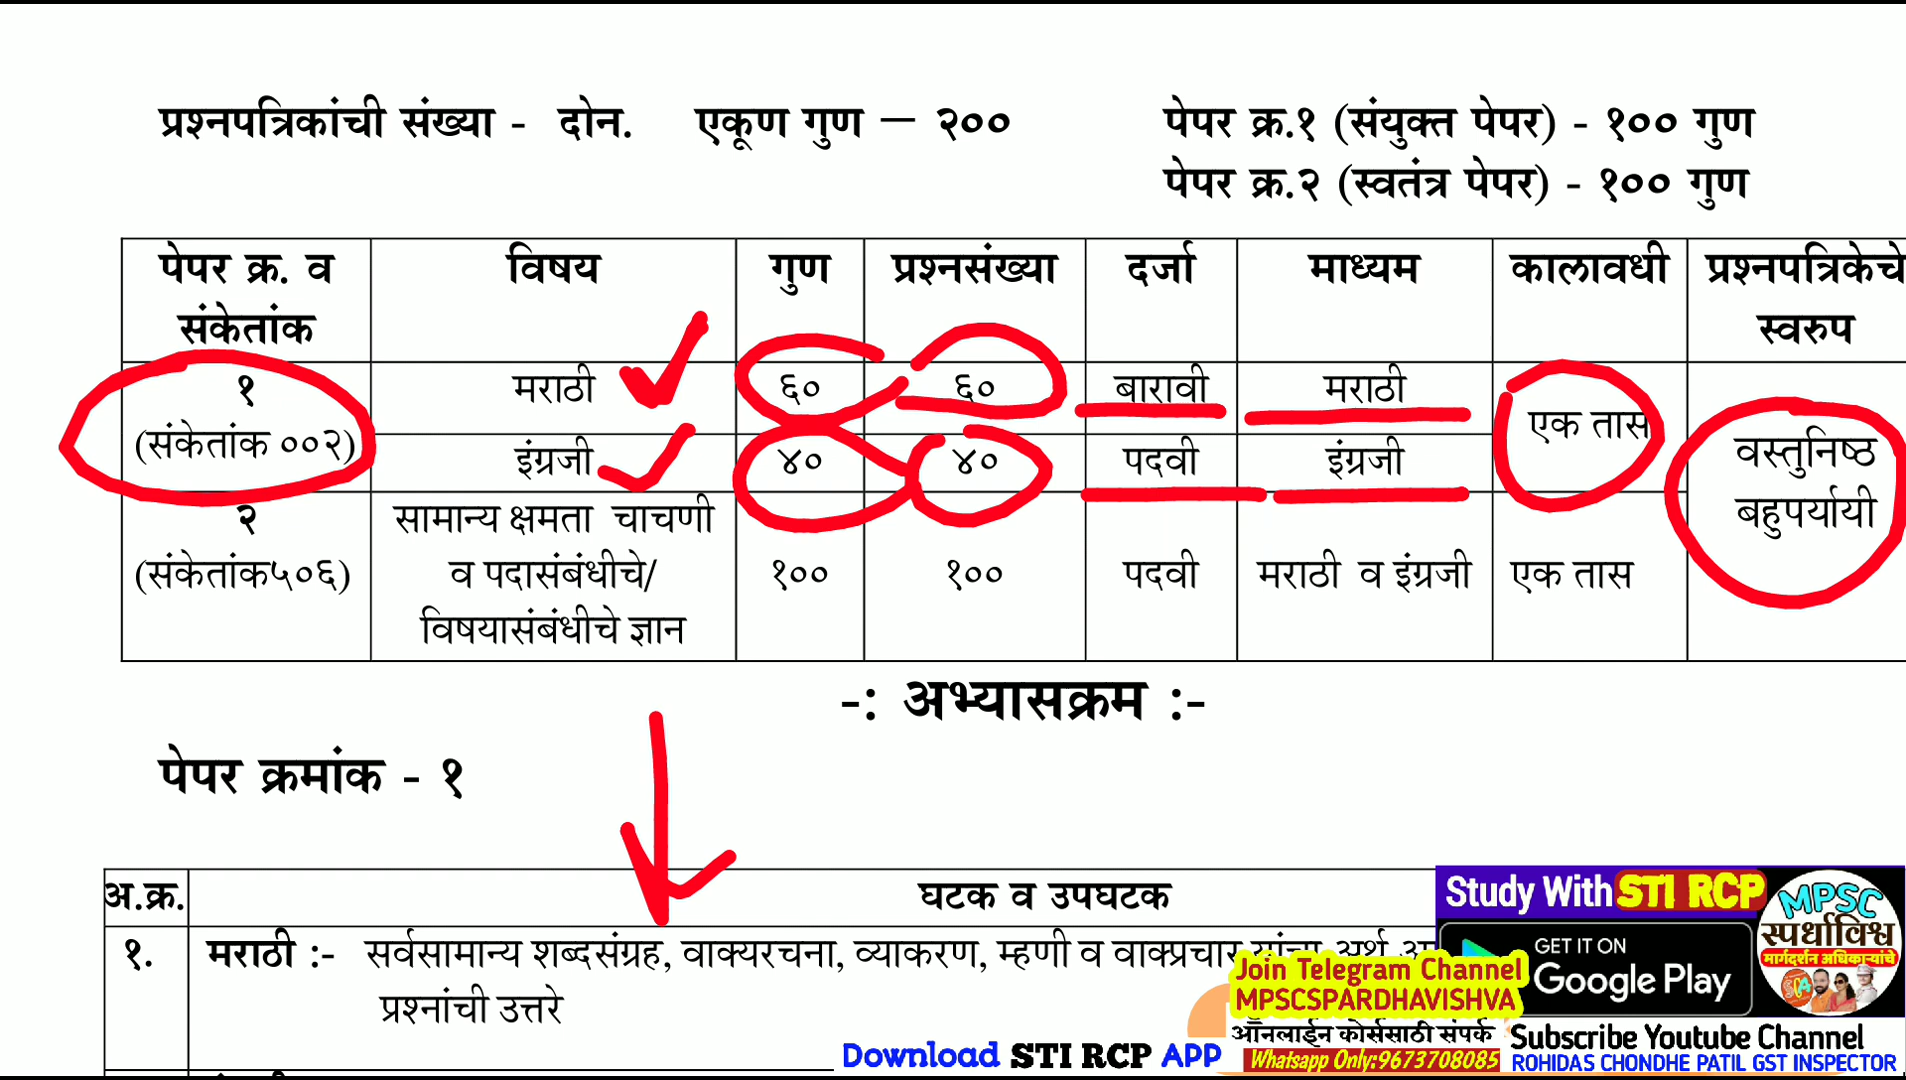 प्रश्नपत्रिकांची संख्या - दोन. एकूण गुण – २०० पेपर क्र.१ (संयुक्त पेपर) - १०० गुण
पेपर क्र.२ (स्वतंत्र पेपर) - १०० गुण
पेपर क्र. व संकेतांक विषय गुण प्रश्नसंख्या दर्जा माध्यम कालावधी प्रश्नपत्रिकेचे स्वरुप
१ मराठी ६० ६० बारावी मराठी एक तास वस्तुनिष्ठ बहुपर्यायी
(संकेतांक ००२) इंग्रजी ४० ४० पदवी इंग्रजी
२ सामान्य क्षमता चाचणी
(संकेतांक५०६) व पदासंबंधीचे/ १०० १०० पदवी मराठी व इंग्रजी एक तास
विषयासंबंधीचे ज्ञान
-: अभ्यासक्रम :-
पेपर क्रमांक - १
अ.क्र. घटक व उपघटक
१. मराठी :- सर्वसामान्य शब्दसंग्रह, वाक्यरचना, व्याकरण, म्हणी व वाक्प्रचार
प्रश्नांची उत्तरे
Study With STI RCP
GET IT ON
Google Play
MPSC
स्पर्धाविश्व
मार्गदर्शन अधिकाऱ्यांचे
Join Telegram Channel
MPSCSPARDHAVISHVA
ऑनलाईन कोर्ससाठी संपर्क
Whatsapp Only:9673708085
Download STI RCP APP
Subscribe Youtube Channel
ROHIDAS CHONDHE PATIL GST INSPECTOR